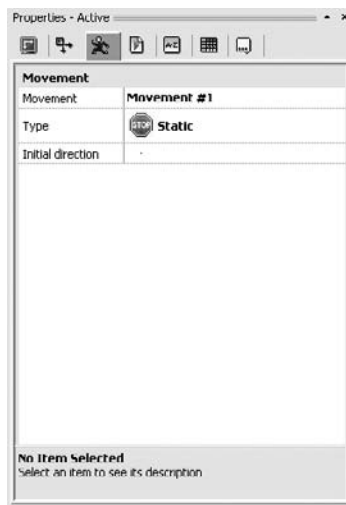 Properties - Active
Movement
Movement Movement #1
Type STOP Static
Initial direction
No Item Selected
Select an item to see its description